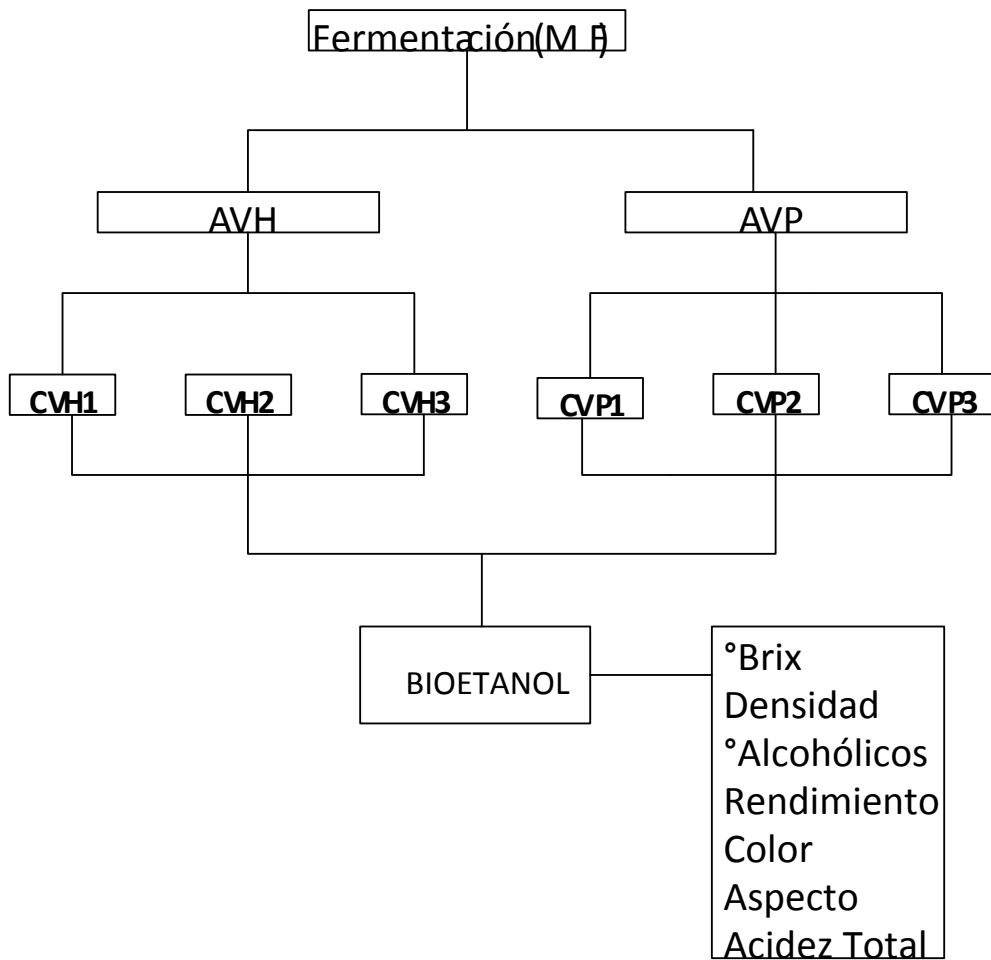 Fermentación(M F)
AVH
AVP
CVH1
CVH2
CVH3
CVP1
CVP2
CVP3
BIOETANOL
°Brix
Densidad
°Alcohólicos
Rendimiento
Color
Aspecto
Acidez Total